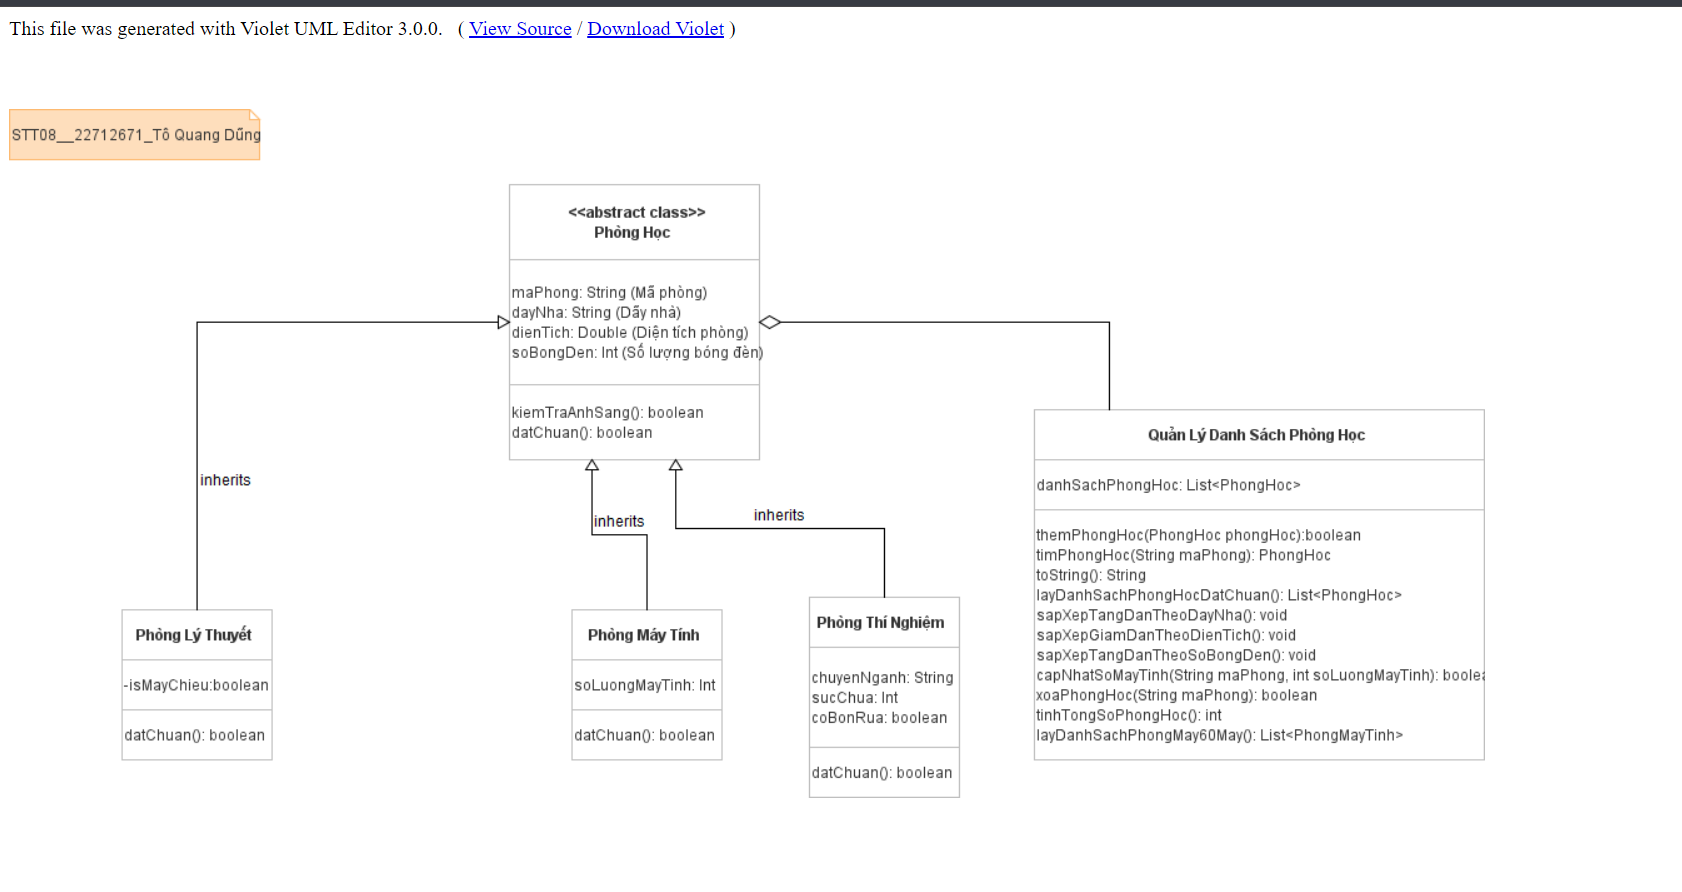 This file was generated with Violet UML Editor 3.0.0. ( View Source / Download Violet )
STT08__22712671_Tô Quang Dũng
<<abstract class>>
Phòng Học
maPhong: String (Mã phòng)
dayNha: String (Dãy nhà)
dienTich: Double (Diện tích phòng)
soBongDen: Int (Số lượng bóng đèn)
kiemTraAnhSang(): boolean
datChuan(): boolean
inherits
inherits
inherits
Phòng Lý Thuyết
-isMayChieu:boolean
datChuan(): boolean
Phòng Máy Tính
soLuongMayTinh: Int
datChuan(): boolean
Phòng Thí Nghiệm
chuyenNganh: String
sucChua: Int
coBonRua: boolean
datChuan(): boolean
Quản Lý Danh Sách Phòng Học
danhSachPhongHoc: List<PhongHoc>
themPhongHoc(PhongHoc phongHoc):boolean
timPhongHoc(String maPhong): PhongHoc
toString(): String
layDanhSachPhongHocDatChuan(): List<PhongHoc>
sapXepTangDanTheoDayNha(): void
sapXepGiamDanTheoDienTich(): void
sapXepTangDanTheoSoBongDen(): void
capNhatSoMayTinh(String maPhong, int soLuongMayTinh): boolea
xoaPhongHoc(String maPhong): boolean
tinhTongSoPhongHoc(): int
layDanhSachPhongMay60May(): List<PhongMayTinh>